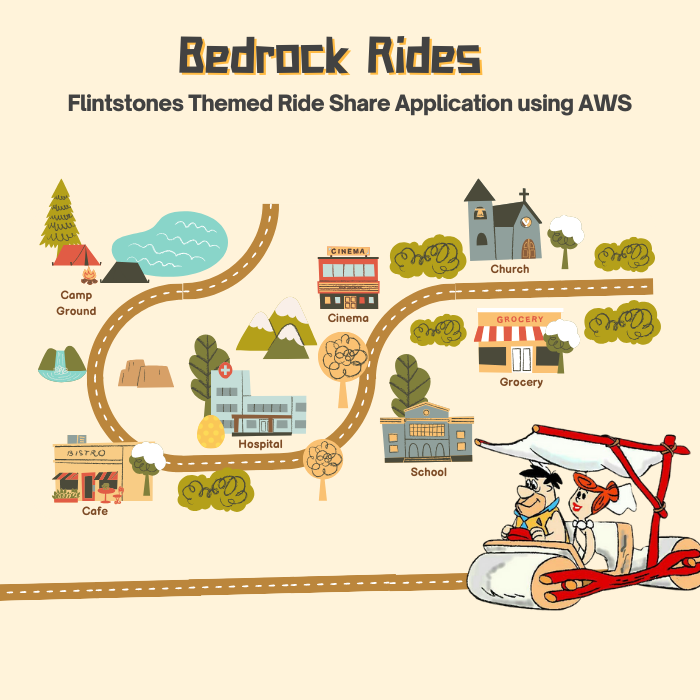 Bedrock Rides
Flintstones Themed Ride Share Application using AWS
CINEMA
Church
Camp
Ground
Cinema
GROCERY
Grocery
Hospital
BISTRO
School
Cafe